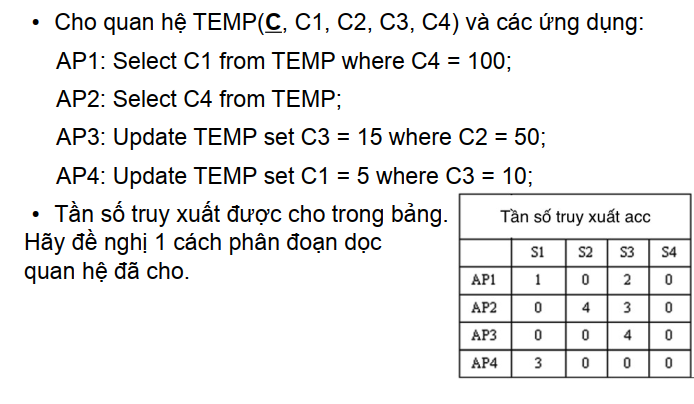 • Cho quan hệ TEMP(C, C1, C2, C3, C4) và các ứng dụng:
AP1: Select C1 from TEMP where C4 = 100;
AP2: Select C4 from TEMP;
AP3: Update TEMP set C3 = 15 where C2 = 50;
AP4: Update TEMP set C1 = 5 where C3 = 10;
• Tần số truy xuất được cho trong bảng.
Hãy đề nghị 1 cách phân đoạn dọc
quan hệ đã cho.
Tần số truy xuất acc
S1 S2 S3 S4
AP1 1 0 2 0
AP2 0 4 3 0
AP3 0 0 4 0
AP4 3 0 0 0